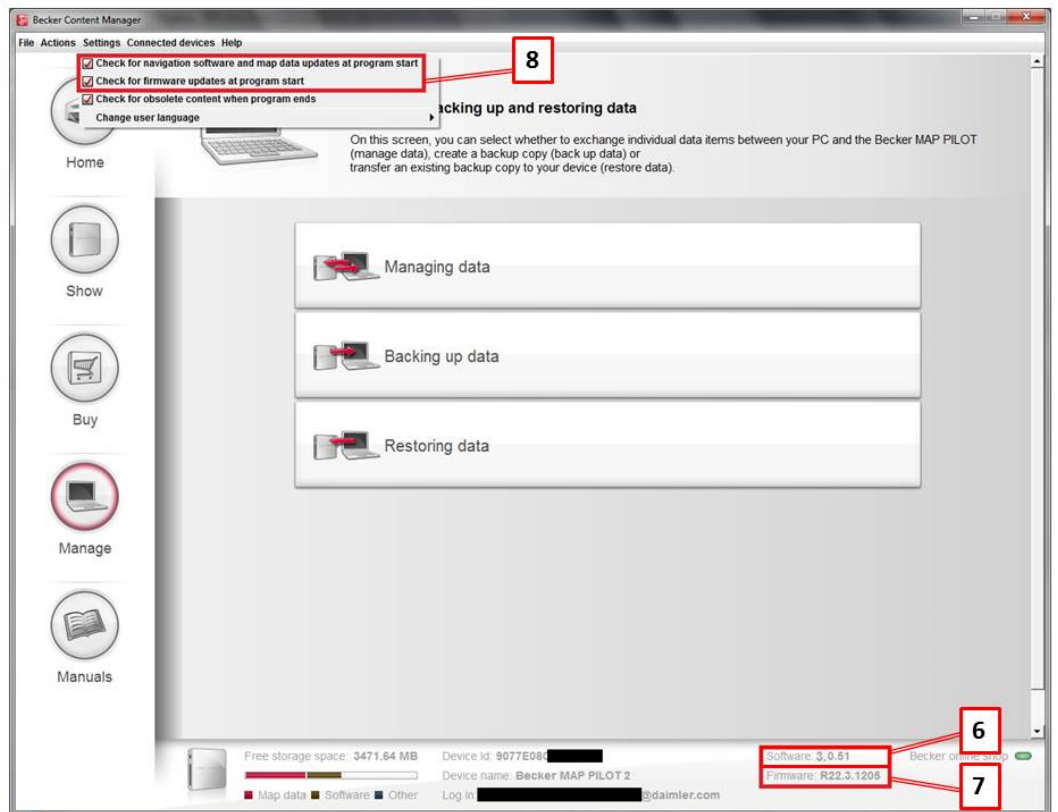 Becker Content Manager
File Actions Settings Connected devices Help
8
Check for navigation software and map data updates at program start
Check for firmware updates at program start
Check for obsolete content when program ends
Change user language
acking up and restoring data
On this screen, you can select whether to exchange individual data items between your PC and the Becker MAP PILOT
(manage data), create a backup copy (back up data) or
transfer an existing backup copy to your device (restore data).
Home
Show
Buy
Manage
Manuals
Managing data
Backing up data
Restoring data
6
7
Free storage space: 3471.64 MB
Map data Software Other
Device Id: 9077E08
Device name: Becker MAP PILOT 2
Log in: @daimler.com
Software: 3.0.51
Firmware: R22.3.1205
Becker online shop